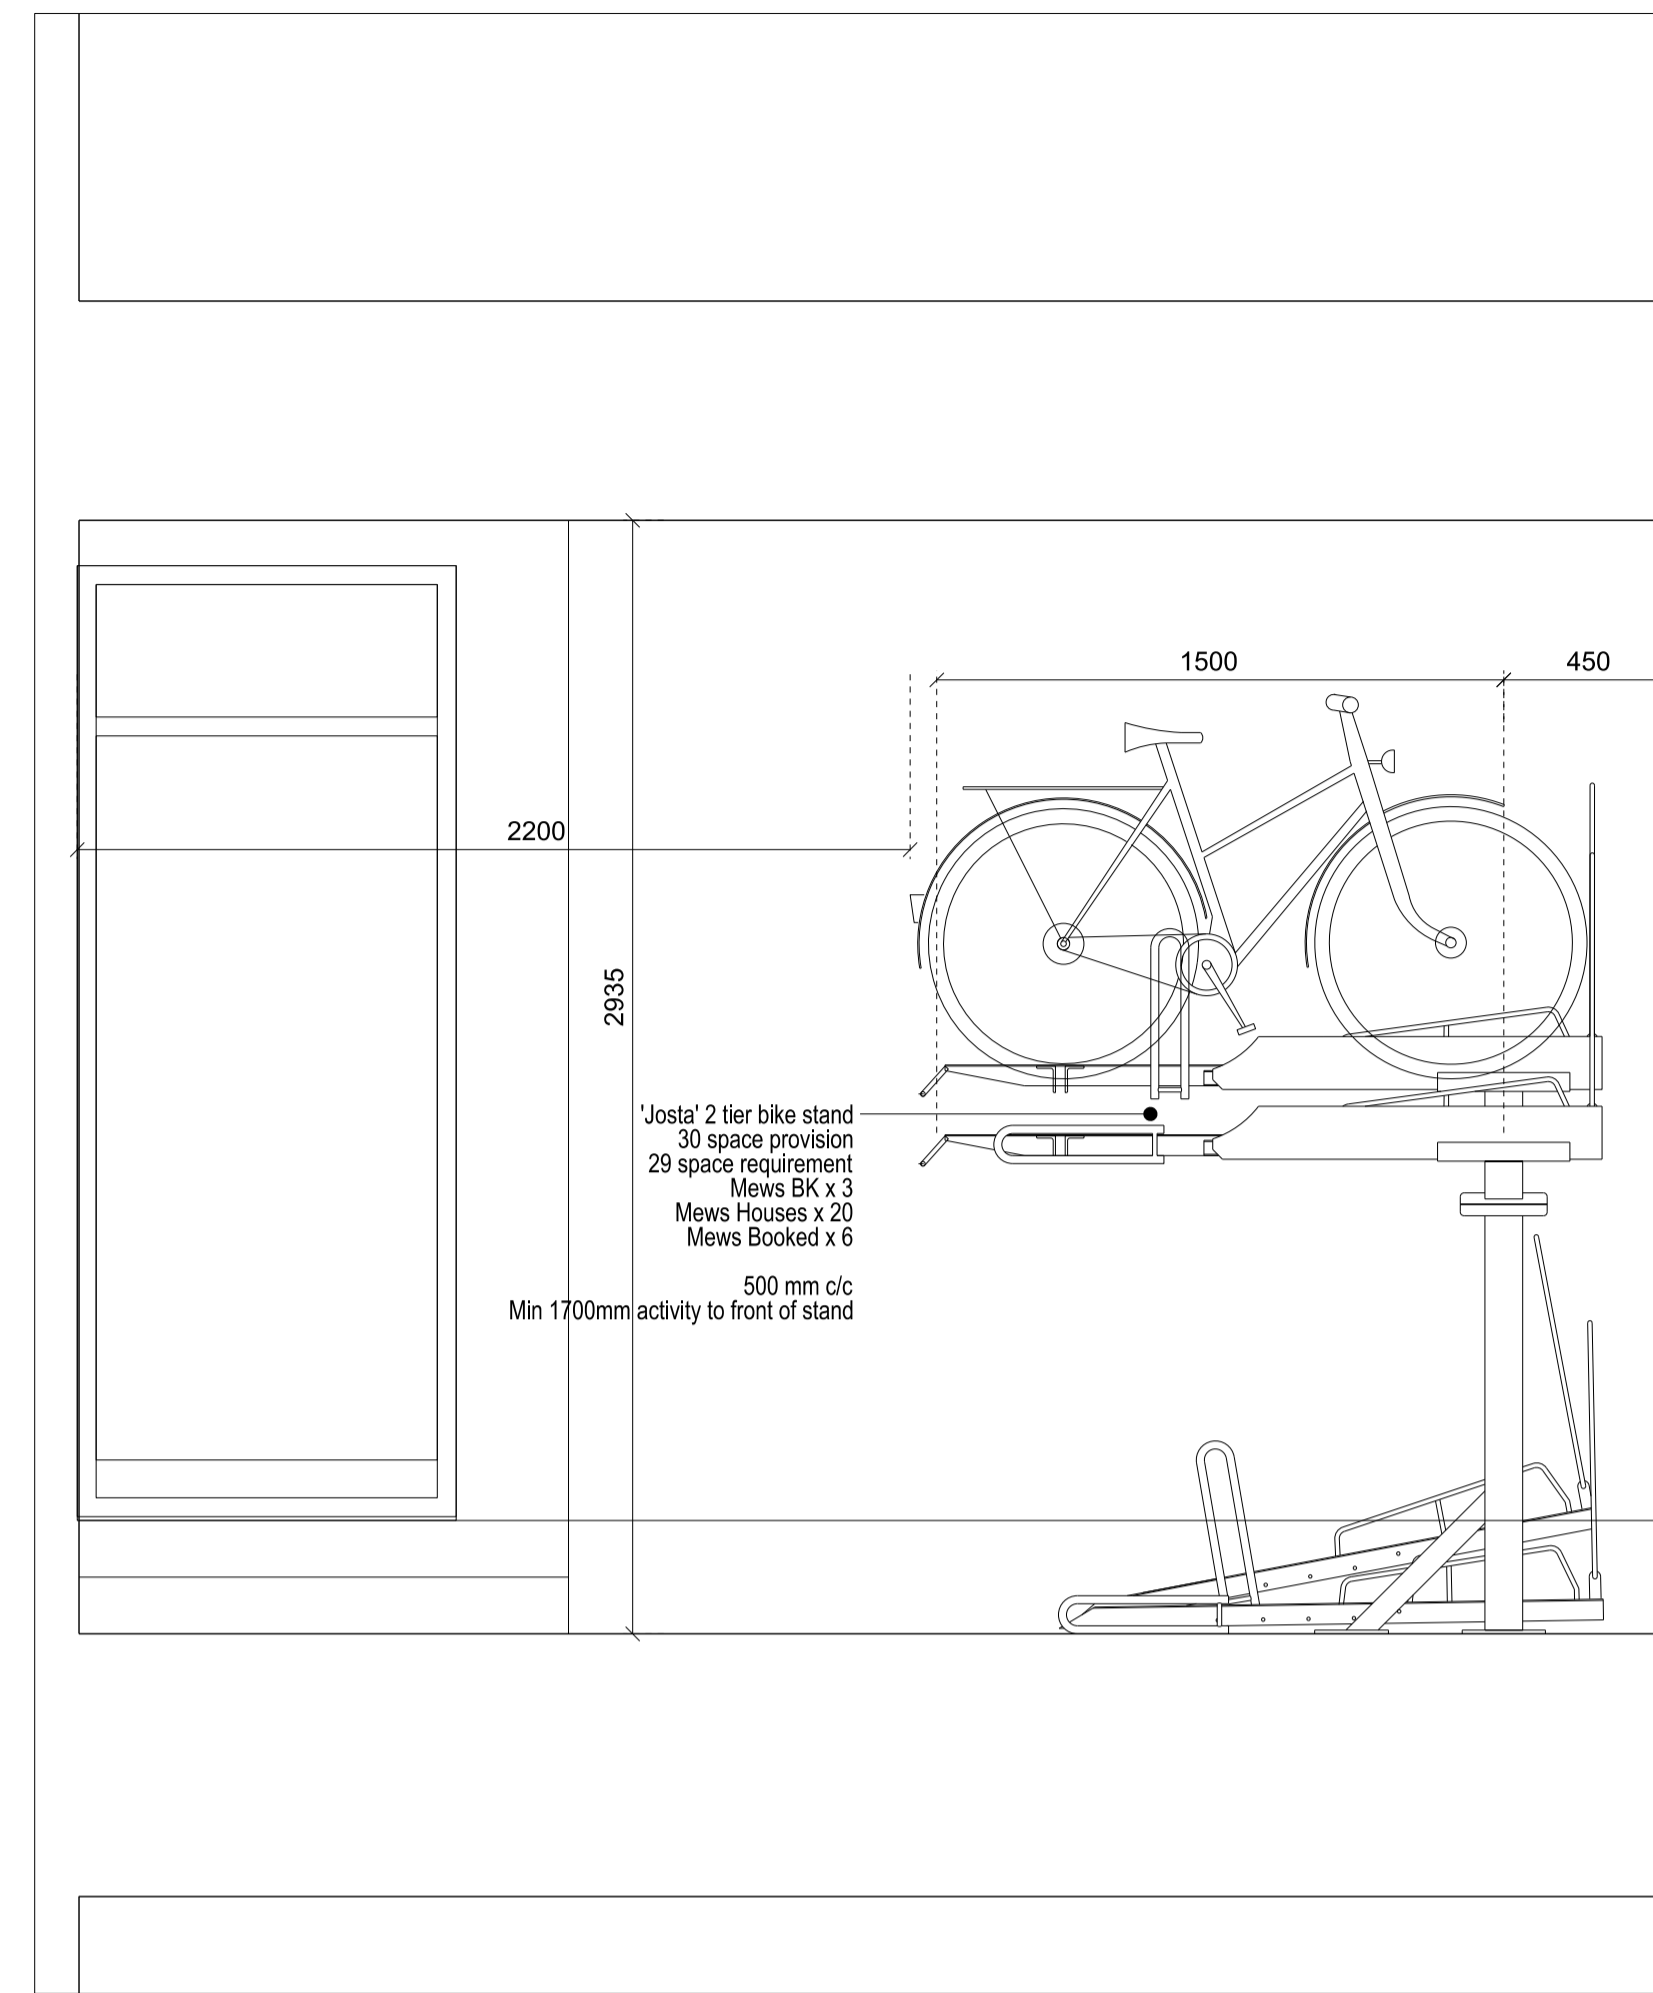 1500
450
2200
2935
'Josta' 2 tier bike stand
30 space provision
29 space requirement
Mews BK x 3
Mews Houses x 20
Mews Booked x 6
500 mm c/c
Min 1700mm activity to front of stand